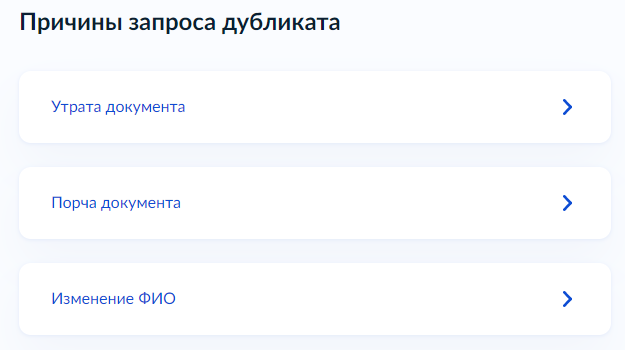 Причины запроса дубликата
Утрата документа
Порча документа
Изменение ФИО